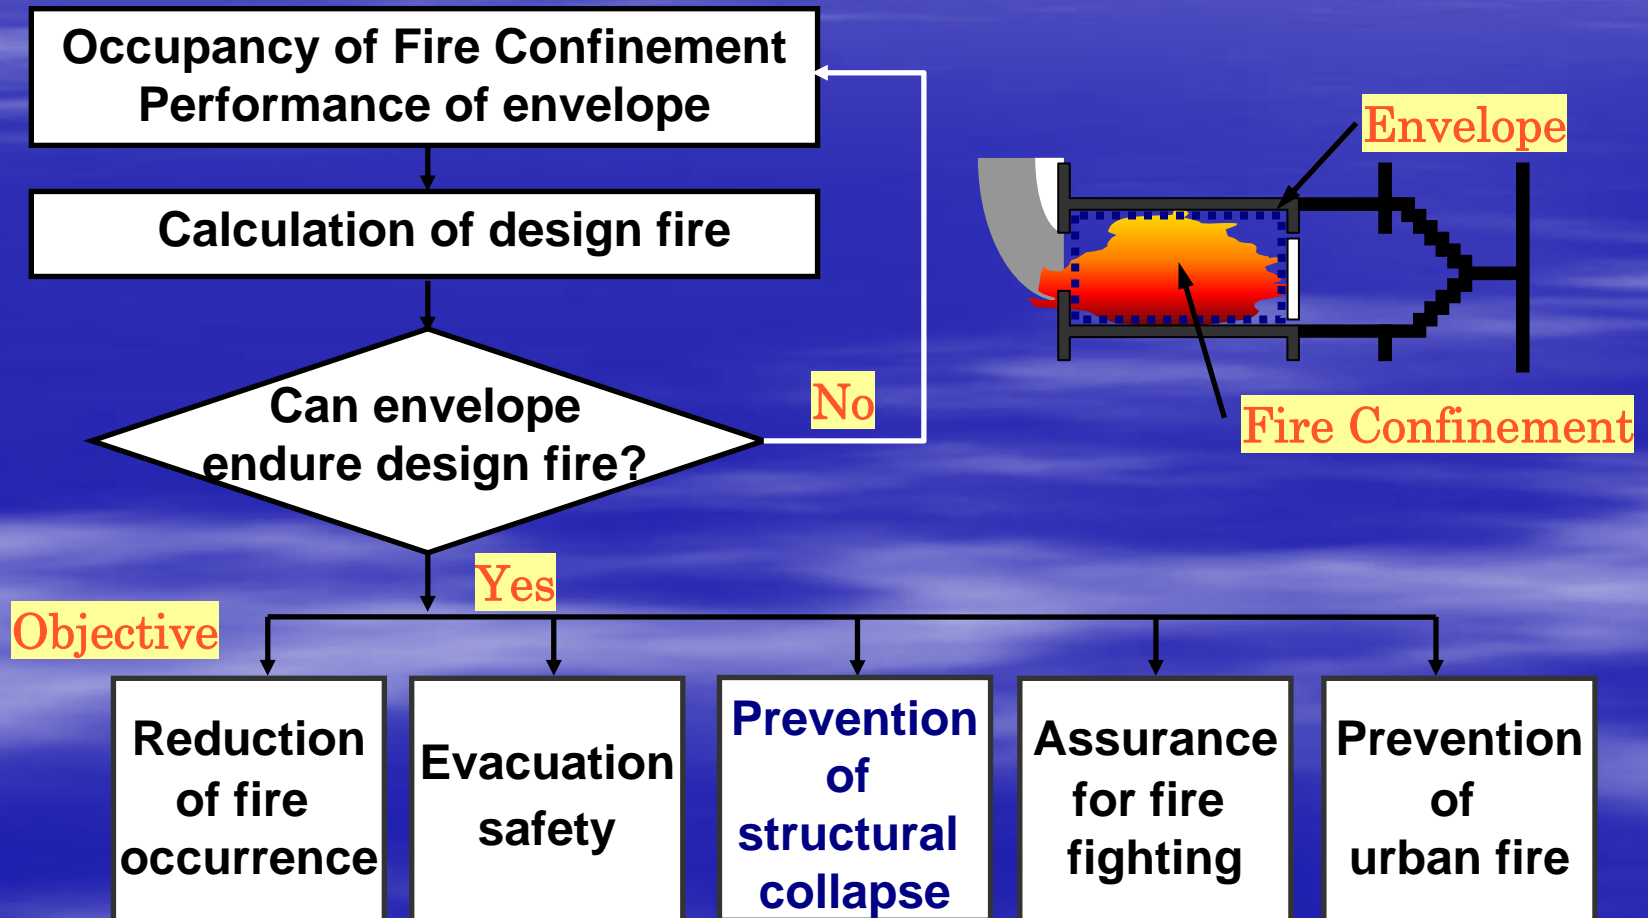 Occupancy of Fire Confinement
Performance of envelope
Calculation of design fire
Can envelope
endure design fire?
No
Yes
Envelope
Fire Confinement
Objective
Reduction
of fire
occurrence
Evacuation
safety
Prevention
of
structural
collapse
Assurance
for fire
fighting
Prevention
of
urban fire